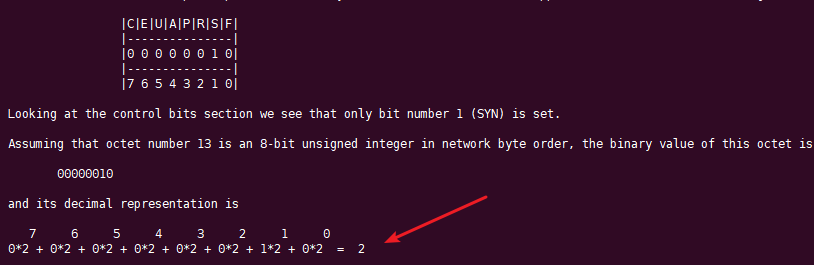 |C|E|U|A|P|R|S|F|
|---------------|
|0 0 0 0 0 0 1 0|
|---------------|
|7 6 5 4 3 2 1 0|
Looking at the control bits section we see that only bit number 1 (SYN) is set.
Assuming that octet number 13 is an 8-bit unsigned integer in network byte order, the binary value of this octet is
00000010
and its decimal representation is
7 6 5 4 3 2 1 0
0*2 + 0*2 + 0*2 + 0*2 + 0*2 + 0*2 + 1*2 + 0*2 = 2